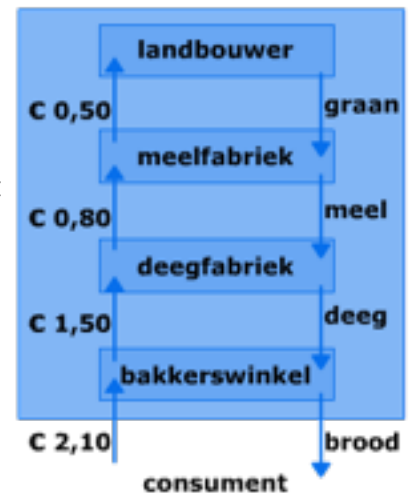 landbouwer
€ 0,50 graan
meelfabriek
€ 0,80 meel
deegfabriek
€ 1,50 deeg
bakkerswinkel
€ 2,10 brood
consument